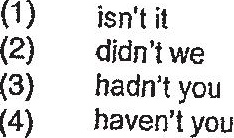 (1) isn't it
(2) didn't we
(3) hadn't you
(4) haven't you